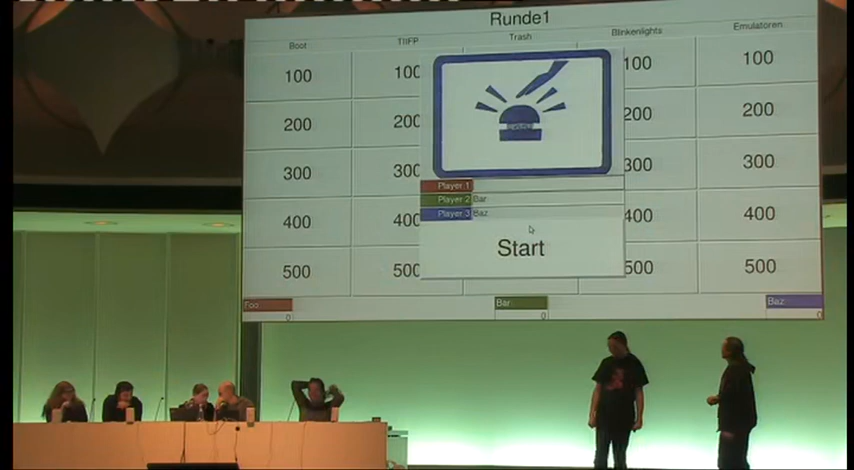 Runde1
Boot TIIFP Trash Blinkenlights Emulatoren
100 100 100 100
200 200 200 200
300 300 300 300
400 400 400 400
500 500 500 500
Player 1
Player 2 Bar
Player 3 Baz
Start
Foo Bar Baz
0 0 0